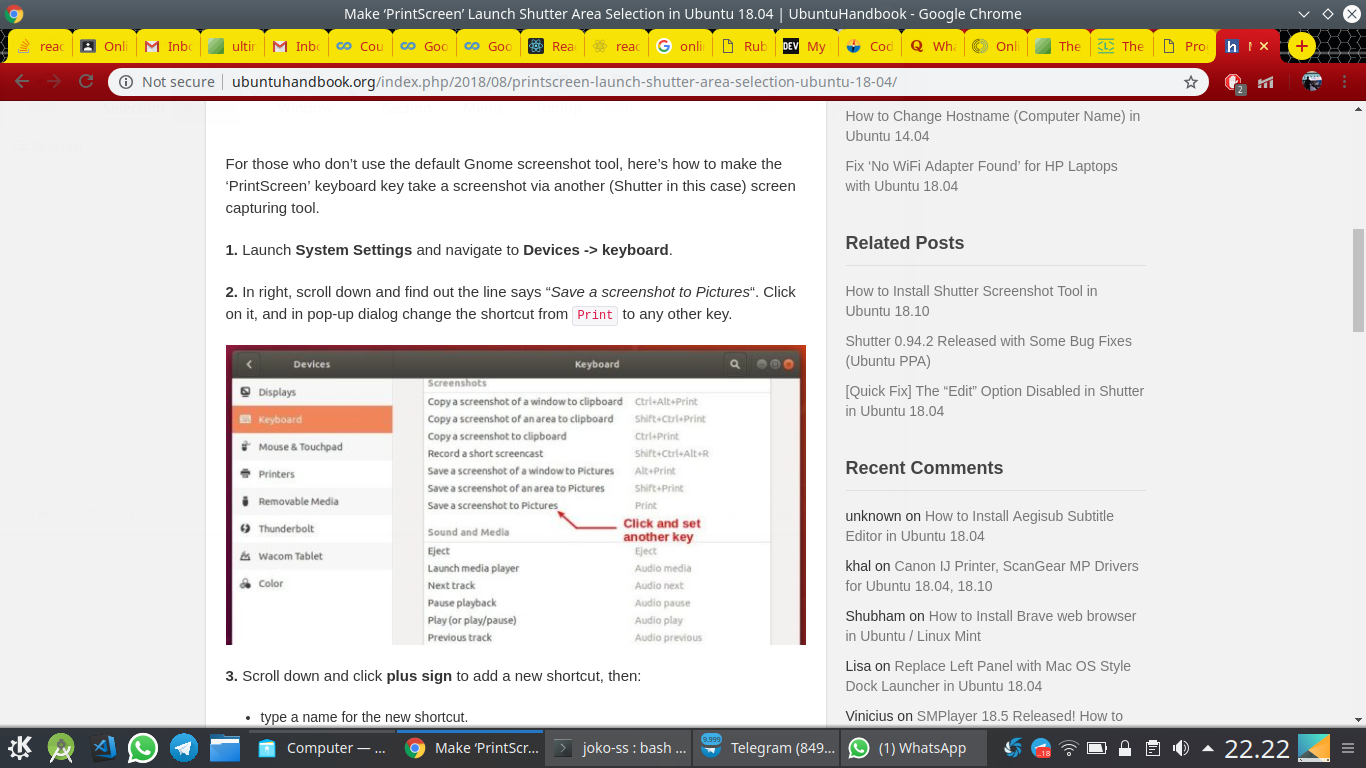 Make ‘PrintScreen’ Launch Shutter Area Selection in Ubuntu 18.04 | UbuntuHandbook - Google Chrome
reac
Onli
Inbo
ultir
Inbo
Cou
Goo
Goo
Rea
reac
onli
Rub
DEV My
Cod
Wha
Onl
The
The
Pro
Not secure ubuntuhandbook.org/index.php/2018/08/printscreen-launch-shutter-area-selection-ubuntu-18-04/
2
For those who don’t use the default Gnome screenshot tool, here’s how to make the
‘PrintScreen’ keyboard key take a screenshot via another (Shutter in this case) screen
capturing tool.
1. Launch System Settings and navigate to Devices -> keyboard.
2. In right, scroll down and find out the line says “Save a screenshot to Pictures“. Click
on it, and in pop-up dialog change the shortcut from Print to any other key.
Devices
Keyboard
Displays
Keyboard
Mouse & Touchpad
Printers
Removable Media
Thunderbolt
Wacom Tablet
Color
Screenshots
Copy a screenshot of a window to clipboard Ctrl+Alt+Print
Copy a screenshot of an area to clipboard Shift+Ctrl+Print
Copy a screenshot to clipboard Ctrl+Print
Record a short screencast Shift+Ctrl+Alt+R
Save a screenshot of a window to Pictures Alt+Print
Save a screenshot of an area to Pictures Shift+Print
Save a screenshot to Pictures Print
Click and set
another key
Sound and Media
Eject Eject
Launch media player Audio media
Next track Audio next
Pause playback Audio pause
Play (or play/pause) Audio play
Previous track Audio previous
3. Scroll down and click plus sign to add a new shortcut, then:
• type a name for the new shortcut.
How to Change Hostname (Computer Name) in
Ubuntu 14.04
Fix ‘No WiFi Adapter Found’ for HP Laptops
with Ubuntu 18.04
Related Posts
How to Install Shutter Screenshot Tool in
Ubuntu 18.10
Shutter 0.94.2 Released with Some Bug Fixes
(Ubuntu PPA)
[Quick Fix] The “Edit” Option Disabled in Shutter
in Ubuntu 18.04
Recent Comments
unknown on How to Install Aegisub Subtitle
Editor in Ubuntu 18.04
khal on Canon IJ Printer, ScanGear MP Drivers
for Ubuntu 18.04, 18.10
Shubham on How to Install Brave web browser
in Ubuntu / Linux Mint
Lisa on Replace Left Panel with Mac OS Style
Dock Launcher in Ubuntu 18.04
Vinicius on SMPlayer 18.5 Released! How to
Computer — ...
Make ‘PrintScr...
joko-ss : bash ...
9,999
Telegram (849...
(1) WhatsApp
22.22